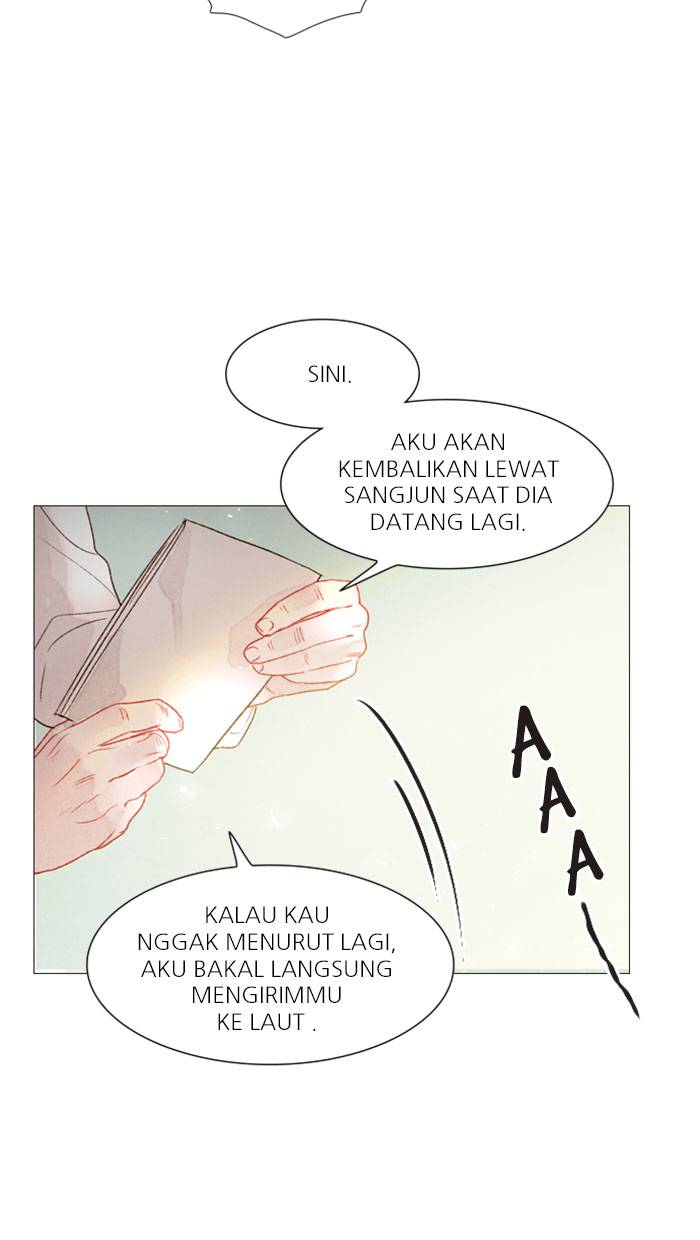 SINI.
AKU AKAN
KEMBALIKAN LEWAT
SANGJUN SAAT DIA
DATANG LAGI.
AAA
KALAU KAU
NGGAK MENURUT LAGI,
AKU BAKAL LANGSUNG
MENGIRIMMU
KE LAUT .